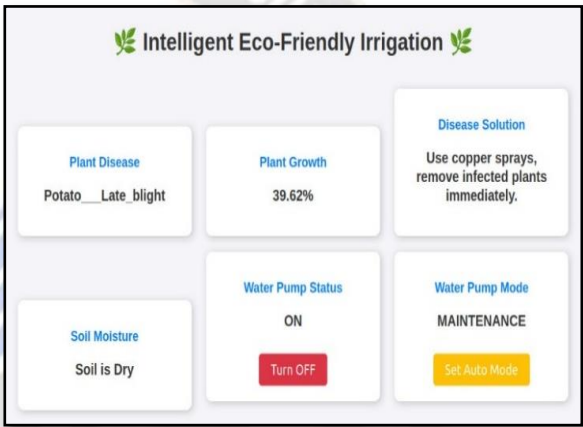 🌿 Intelligent Eco-Friendly Irrigation 🌿
Plant Disease
Potato___Late_blight
Plant Growth
39.62%
Disease Solution
Use copper sprays,
remove infected plants
immediately.
Soil Moisture
Soil is Dry
Water Pump Status
ON
Turn OFF
Water Pump Mode
MAINTENANCE
Set Auto Mode